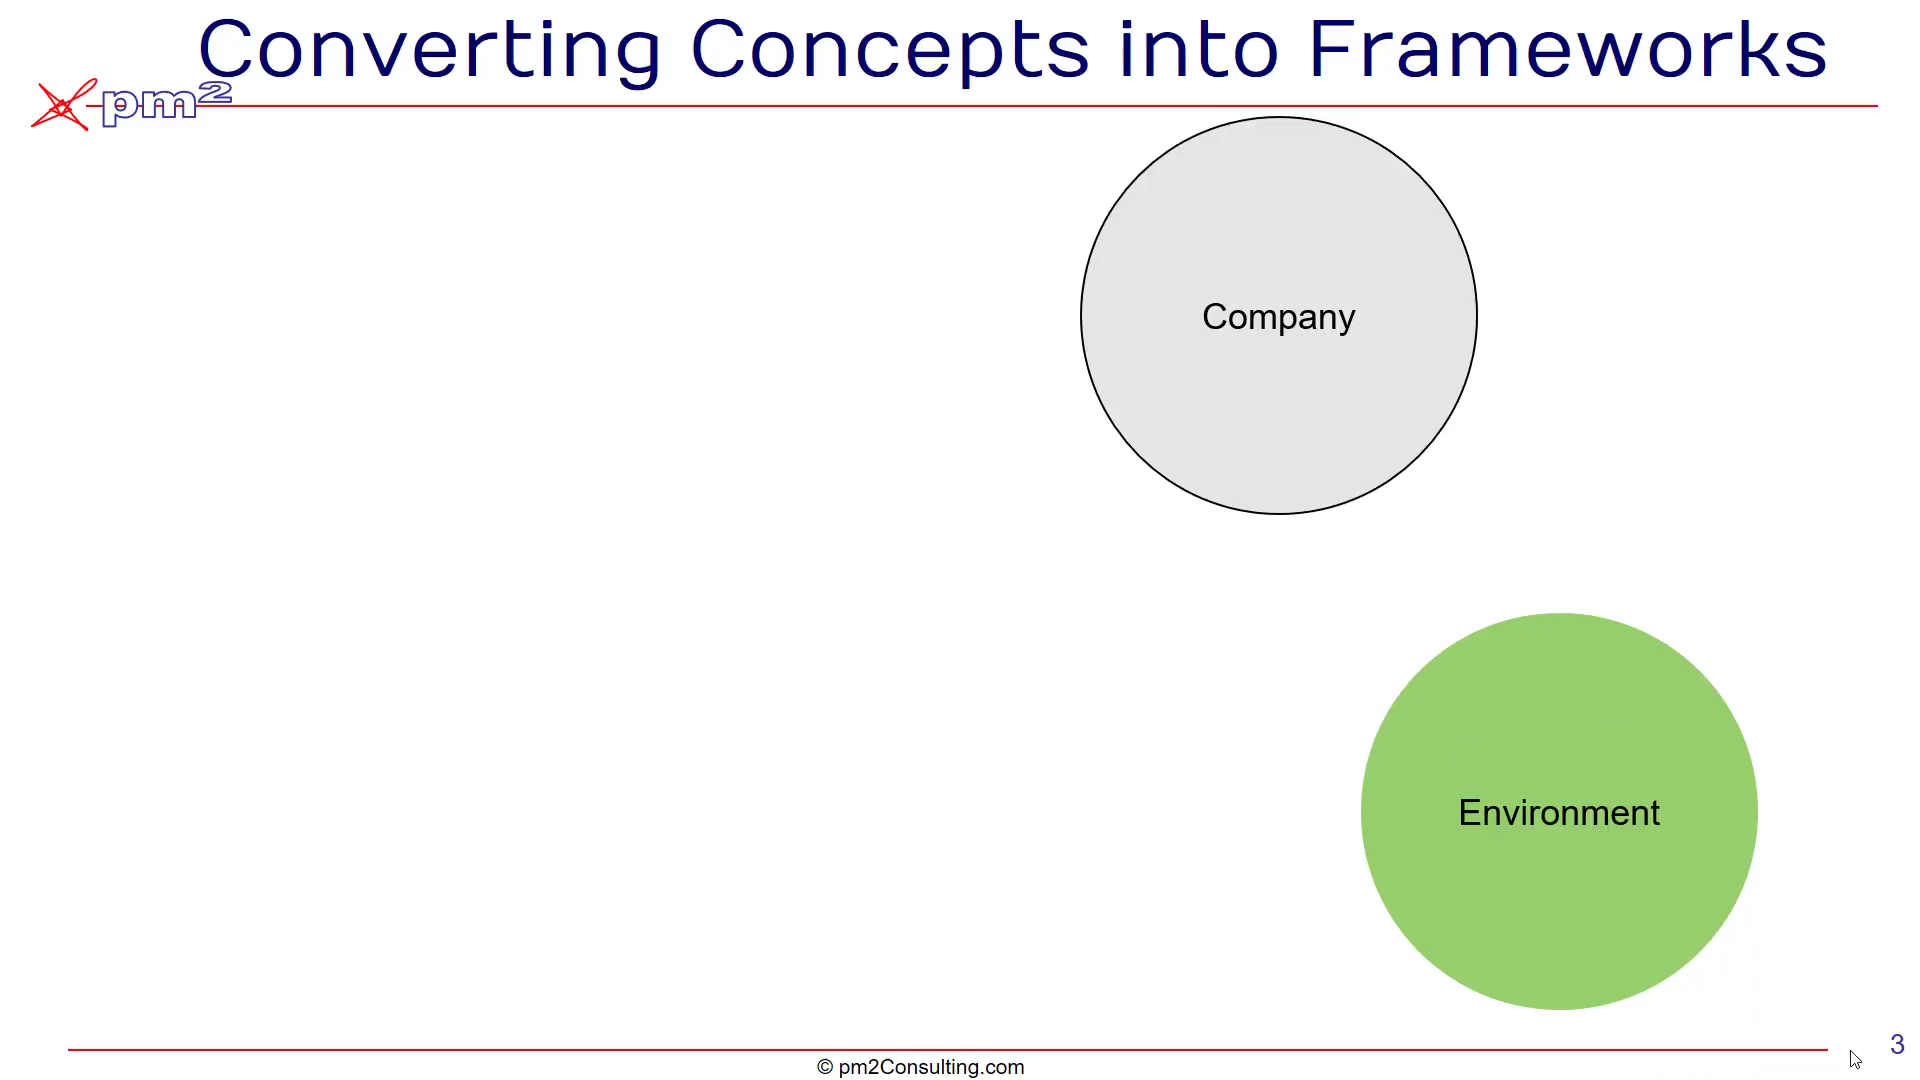 Converting Concepts into Frameworks
pm2
Company
Environment
3
© pm2Consulting.com